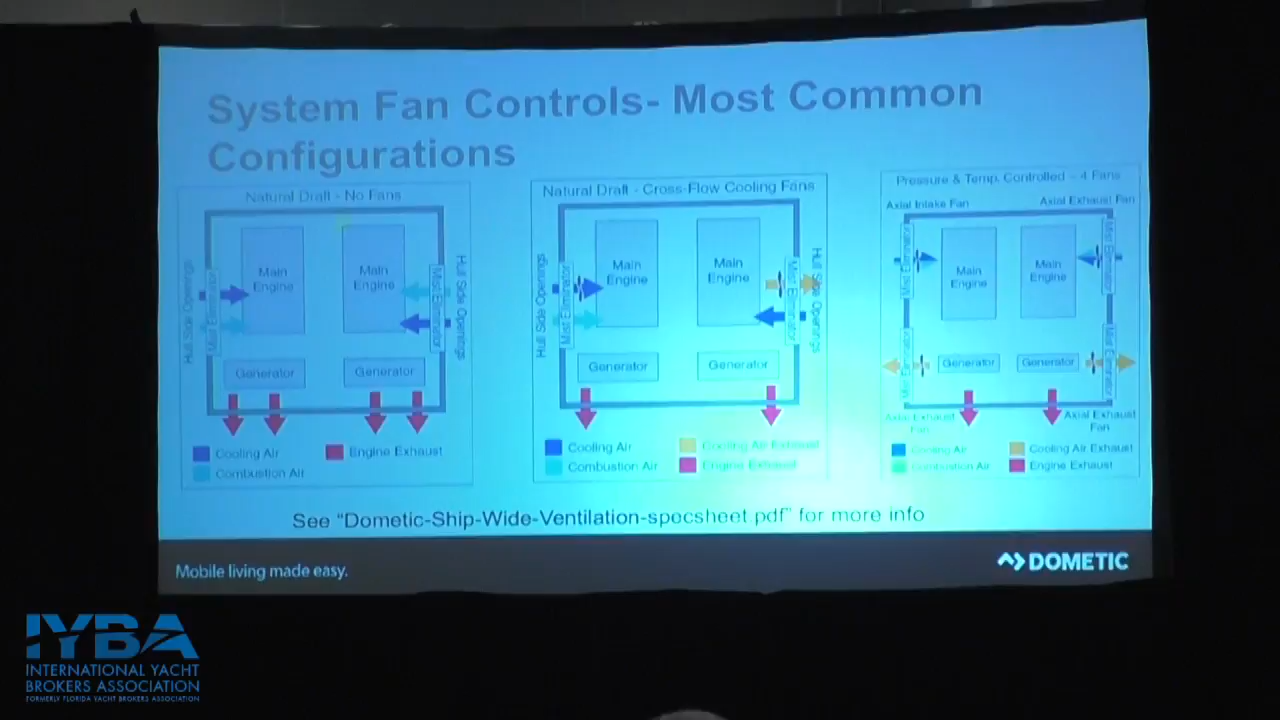 System Fan Controls- Most Common
Configurations
Natural Draft - No Fans
Hull Side Openings
Mist Eliminator
Main
Engine
Main
Engine
Mist Eliminator
Hull Side Openings
Generator
Generator
Cooling Air
Engine Exhaust
Combustion Air
Natural Draft - Cross-Flow Cooling Fans
Hull Side Openings
Mist Eliminator
Main
Engine
Main
Engine
Mist Eliminator
Hull Side Openings
Generator
Generator
Cooling Air
Cooling Air Exhaust
Combustion Air
Engine Exhaust
Pressure & Temp. Controlled - 4 Fans
Axial Intake Fan
Axial Exhaust Fan
Mist Eliminator
Main
Engine
Main
Engine
Mist Eliminator
Generator
Generator
Mist Eliminator
Axial Exhaust
Fan
Axial Exhaust
Fan
Cooling Air
Cooling Air Exhaust
Combustion Air
Engine Exhaust
See "Dometic-Ship-Wide-Ventilation-specsheet.pdf" for more info
Mobile living made easy.
DOMETIC
IYBA
INTERNATIONAL YACHT
BROKERS ASSOCIATION
FORMERLY FLORIDA YACHT BROKERS ASSOCIATION